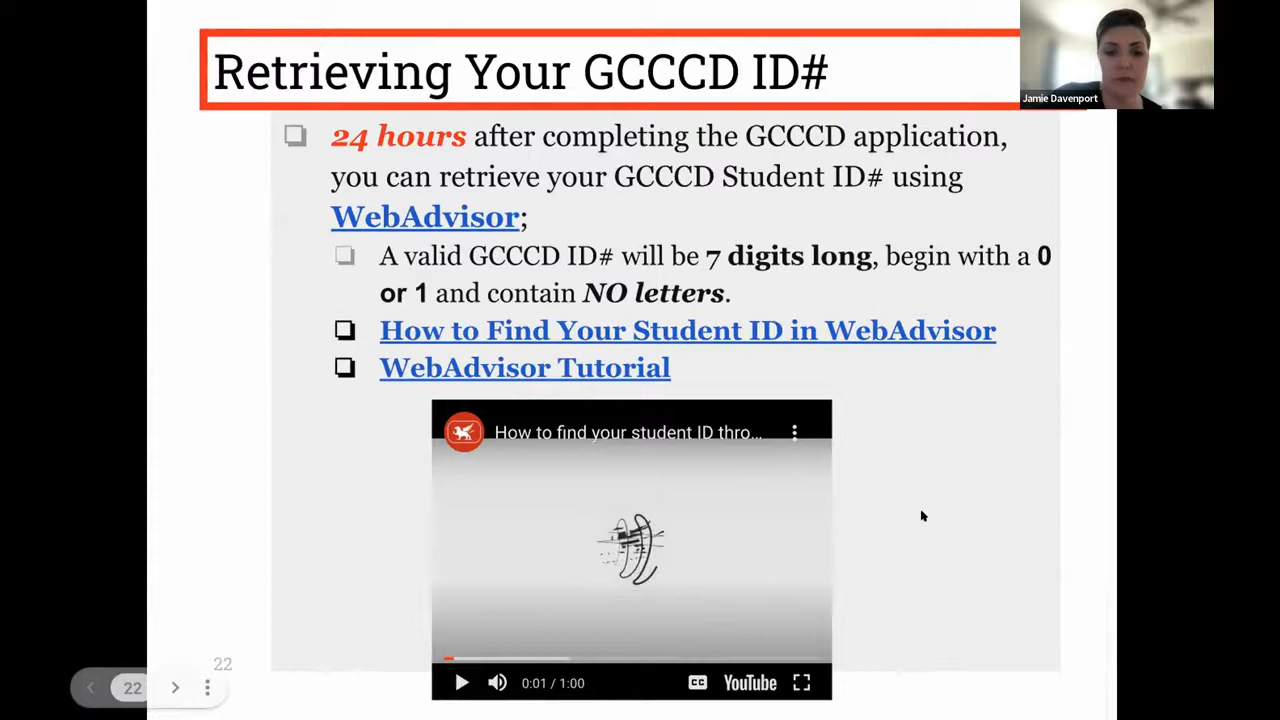 Retrieving Your GCCCD ID#
Jamie Davenport
24 hours after completing the GCCCD application,
you can retrieve your GCCCD Student ID# using
WebAdvisor;
A valid GCCCD ID# will be 7 digits long, begin with a 0
or 1 and contain NO letters.
How to Find Your Student ID in WebAdvisor
WebAdvisor Tutorial
How to find your student ID thro...
0:01 / 1:00
CC
YouTube
22
22